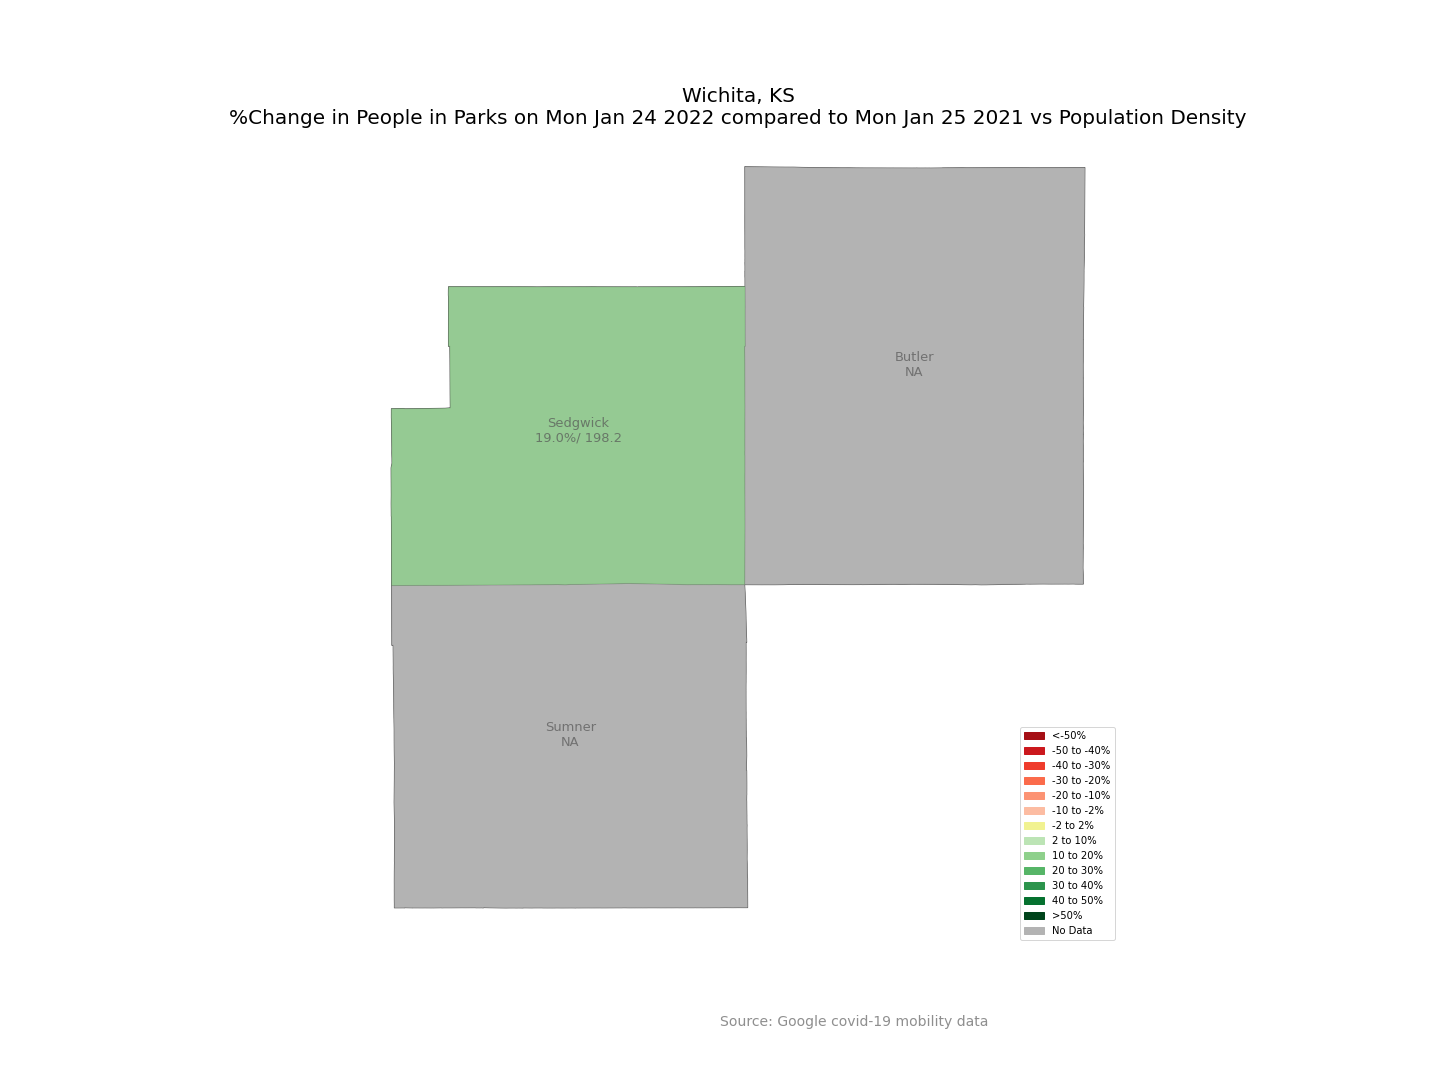 Wichita, KS
%Change in People in Parks on Mon Jan 24 2022 compared to Mon Jan 25 2021 vs Population Density
Butler
NA
Sedgwick
19.0%/ 198.2
Sumner
NA
<-50%
-50 to -40%
-40 to -30%
-30 to -20%
-20 to -10%
-10 to -2%
-2 to 2%
2 to 10%
10 to 20%
20 to 30%
30 to 40%
40 to 50%
>50%
No Data
Source: Google covid-19 mobility data